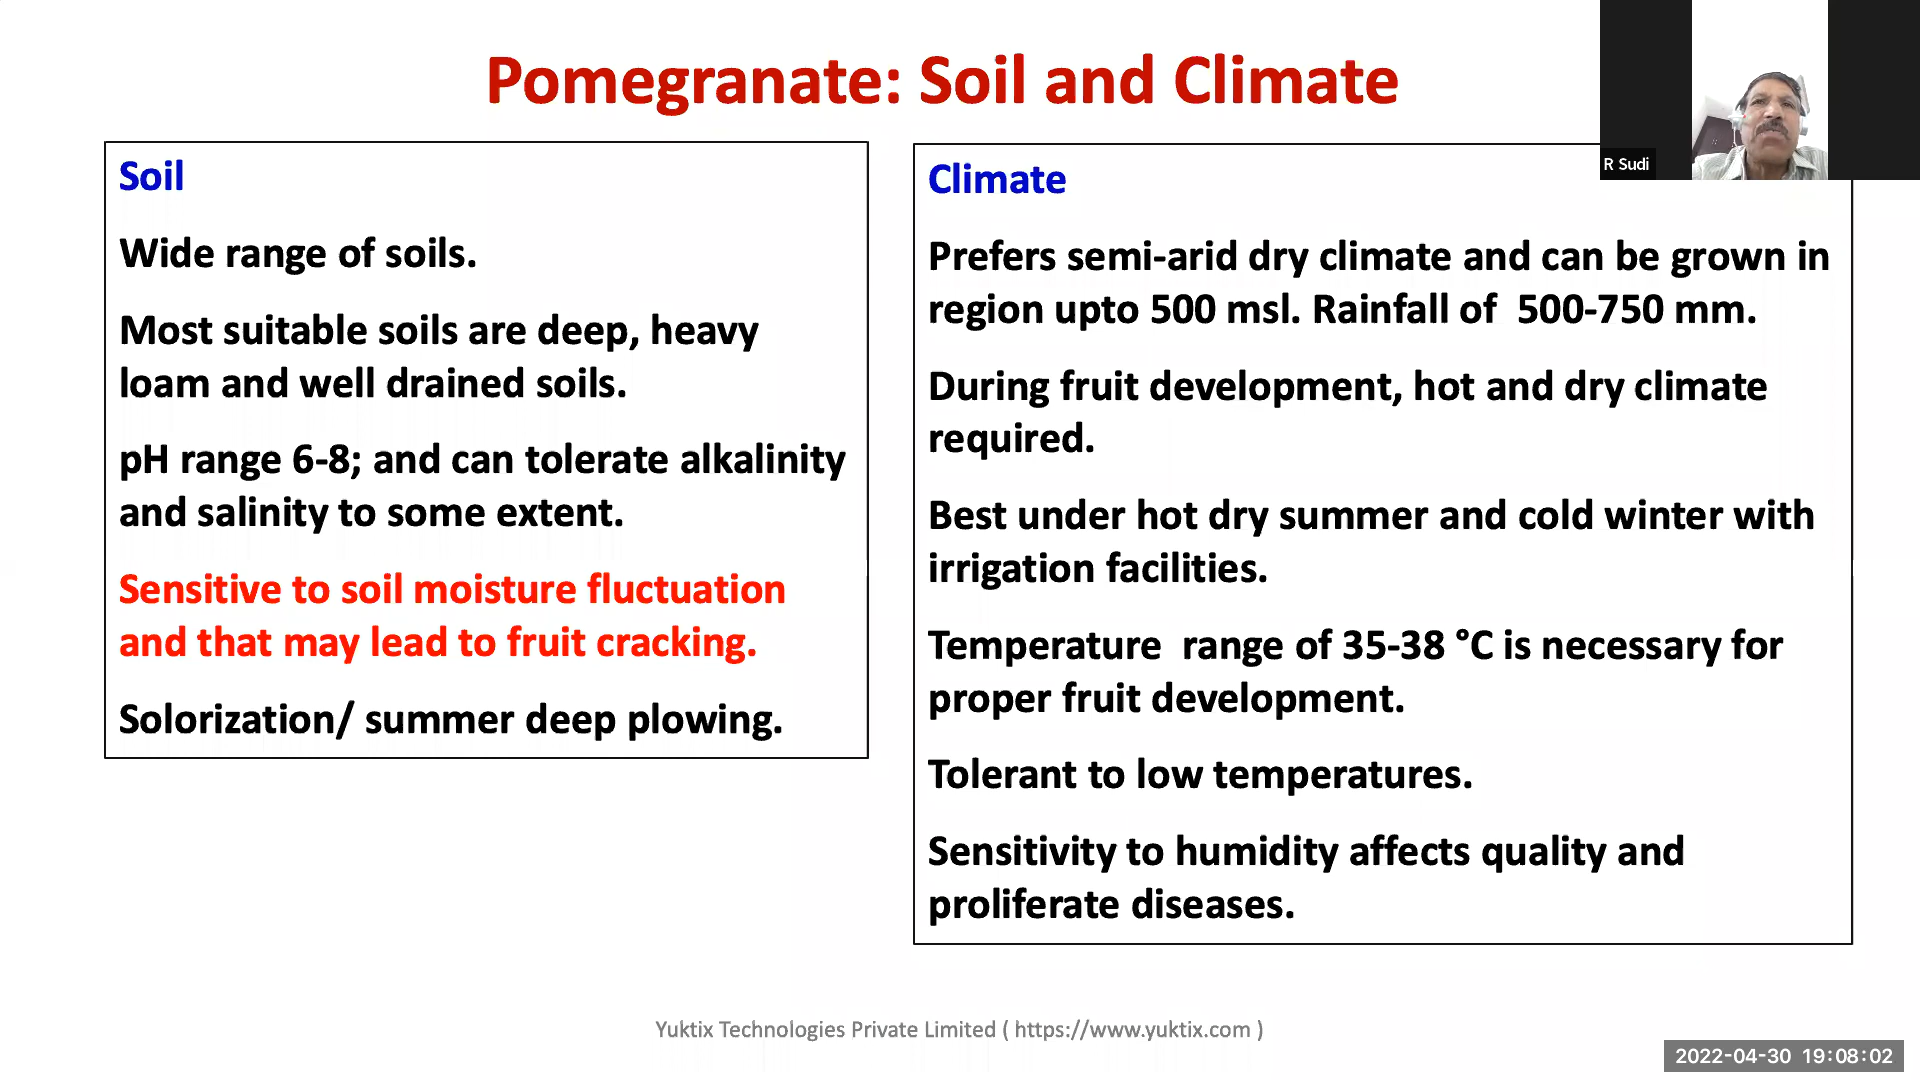 Pomegranate: Soil and Climate
Soil
Wide range of soils.
Most suitable soils are deep, heavy
loam and well drained soils.
pH range 6-8; and can tolerate alkalinity
and salinity to some extent.
Sensitive to soil moisture fluctuation
and that may lead to fruit cracking.
Solorization/ summer deep plowing.
Climate
Prefers semi-arid dry climate and can be grown in
region upto 500 msl. Rainfall of  500-750 mm.
During fruit development, hot and dry climate
required.
Best under hot dry summer and cold winter with
irrigation facilities.
Temperature  range of 35-38 °C is necessary for
proper fruit development.
Tolerant to low temperatures.
Sensitivity to humidity affects quality and
proliferate diseases.
R Sudi
Yuktix Technologies Private Limited ( https://www.yuktix.com )
2022-04-30 19:08:02